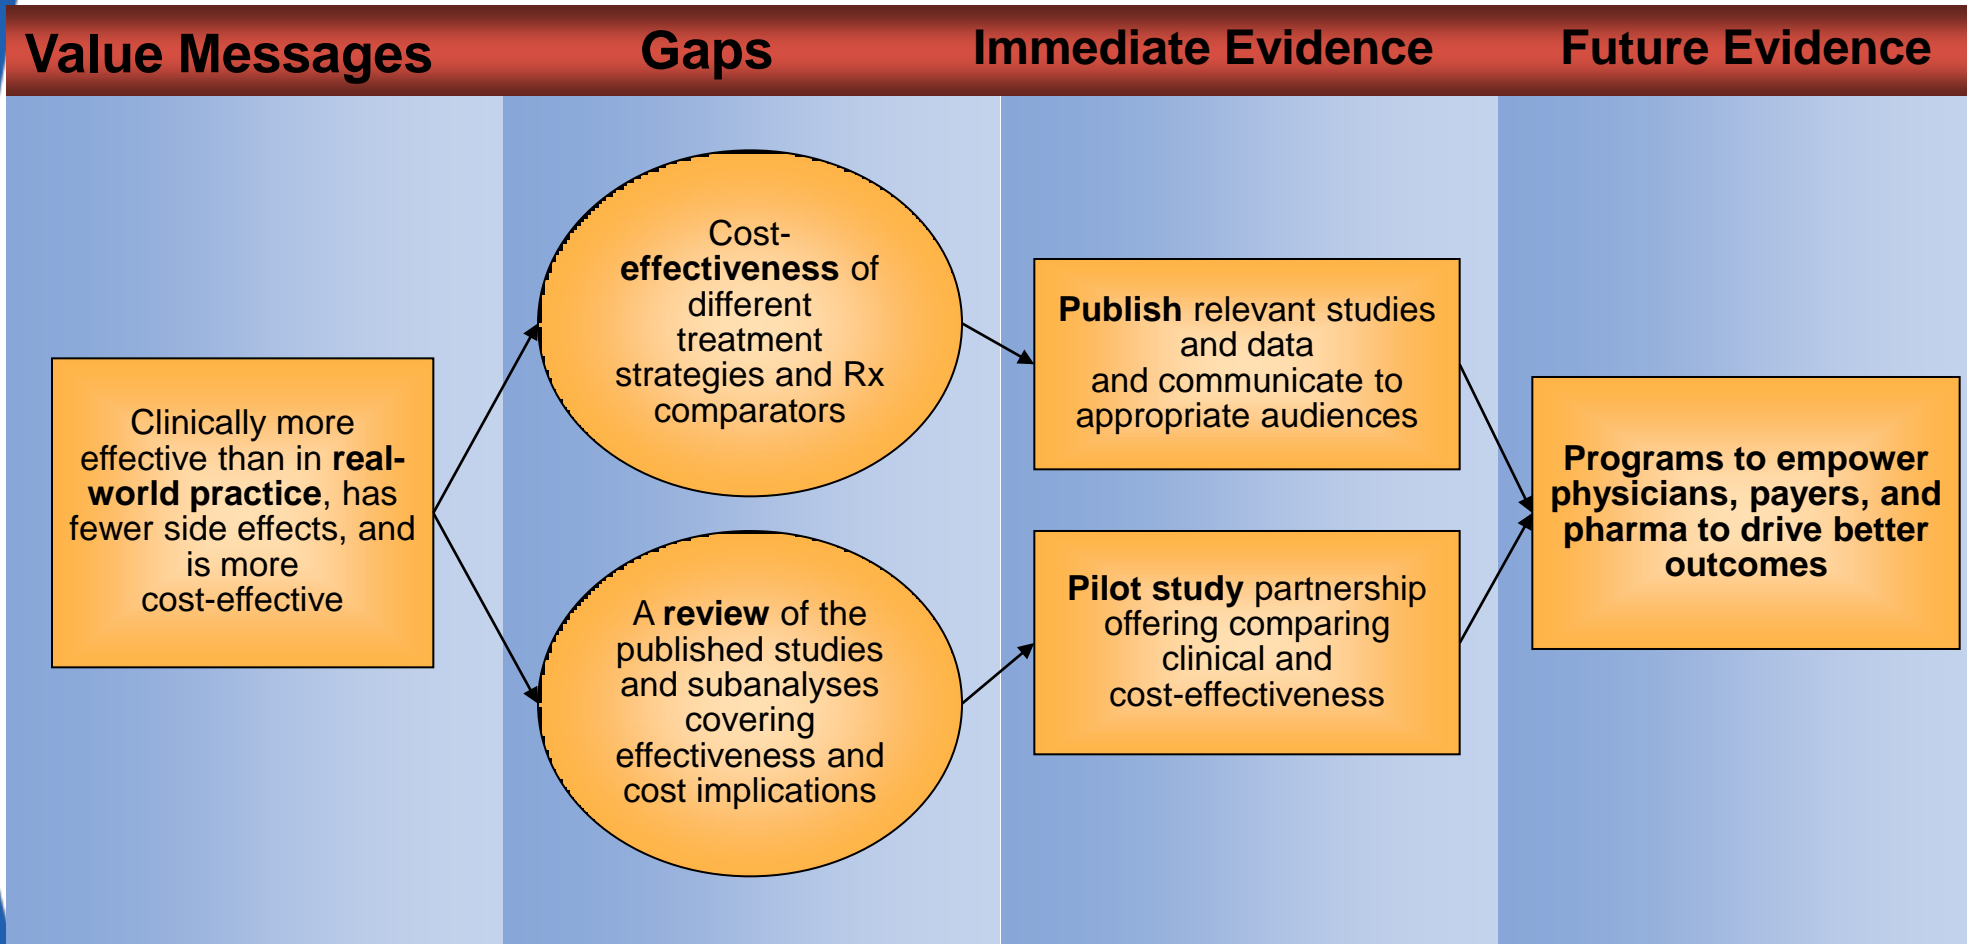 Value Messages
Gaps
Immediate Evidence
Future Evidence
Clinically more
effective than in real-
world practice, has
fewer side effects, and
is more
cost-effective
Cost-
effectiveness of
different
treatment
strategies and Rx
comparators
A review of the
published studies
and subanalyses
covering
effectiveness and
cost implications
Publish relevant studies
and data
and communicate to
appropriate audiences
Pilot study partnership
offering comparing
clinical and
cost-effectiveness
Programs to empower
physicians, payers, and
pharma to drive better
outcomes